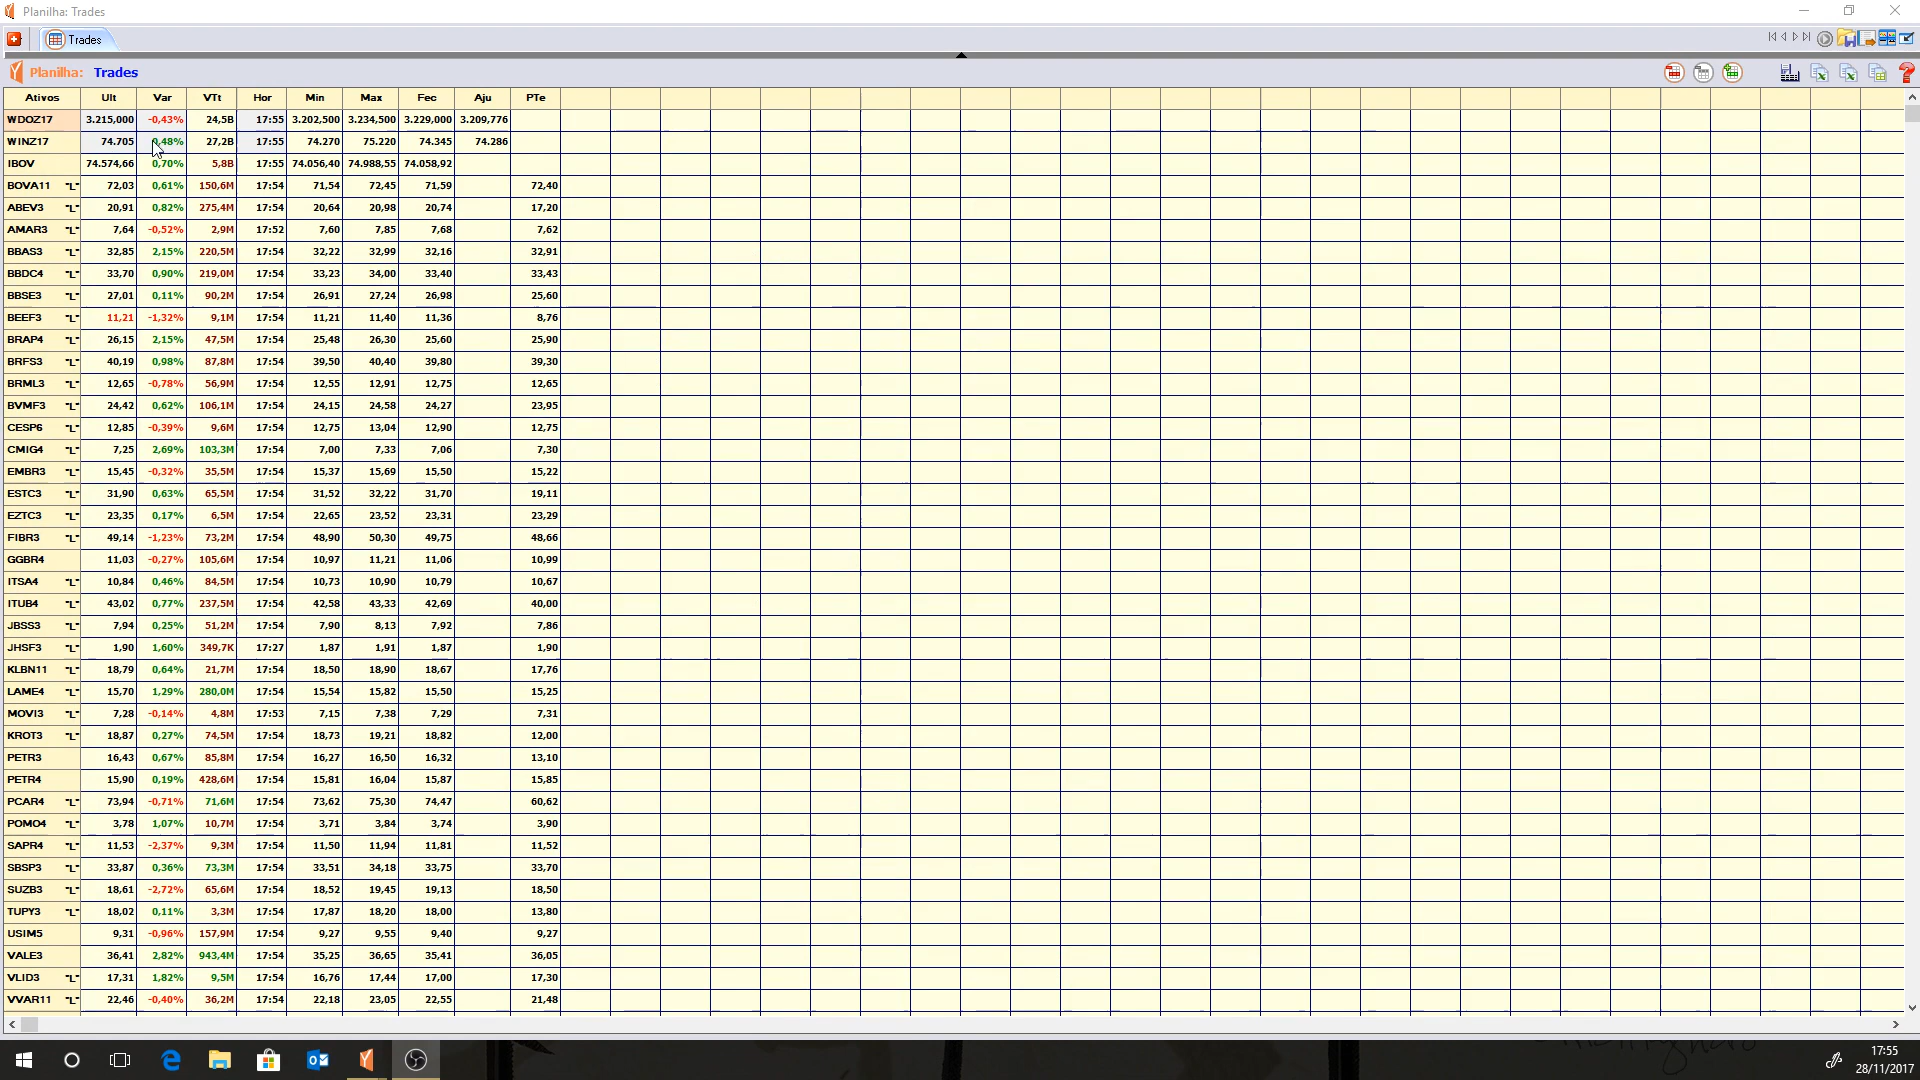 Planilha: Trades
Trades
Planilha: Trades
Ativos Ult Var VTt Hor Min Max Fec Aju PTe
WDOZ17 3.215,000 -0,43% 24,5B 17:55 3.202,500 3.234,500 3.229,000 3.209,776
WINZ17 74.705 0,48% 27,2B 17:55 74.270 75.220 74.345 74.286
IBOV 74.574,66 0,70% 5,8B 17:55 74.056,40 74.988,55 74.058,92
BOVA11 "L" 72,03 0,61% 150,6M 17:54 71,54 72,45 71,59 72,40
ABEV3 "L" 20,91 0,82% 275,4M 17:54 20,64 20,98 20,74 17,20
AMAR3 "L" 7,64 -0,52% 2,9M 17:52 7,60 7,85 7,68 7,62
BBAS3 "L" 32,85 2,15% 220,5M 17:54 32,22 32,99 32,16 32,91
BBDC4 "L" 33,70 0,90% 219,0M 17:54 33,23 34,00 33,40 33,43
BBSE3 "L" 27,01 0,11% 90,2M 17:54 26,91 27,24 26,98 25,60
BEEF3 "L" 11,21 -1,32% 9,1M 17:54 11,21 11,40 11,36 8,76
BRAP4 "L" 26,15 2,15% 47,5M 17:54 25,48 26,30 25,60 25,90
BRFS3 "L" 40,19 0,98% 87,8M 17:54 39,50 40,40 39,80 39,30
BRML3 "L" 12,65 -0,78% 56,9M 17:54 12,55 12,91 12,75 12,65
BVMF3 "L" 24,42 0,62% 106,1M 17:54 24,15 24,58 24,27 23,95
CESP6 "L" 12,85 -0,39% 9,6M 17:54 12,75 13,04 12,90 12,75
CMIG4 "L" 7,25 2,69% 103,3M 17:54 7,00 7,33 7,06 7,30
EMBR3 "L" 15,45 -0,32% 35,5M 17:54 15,37 15,69 15,50 15,22
ESTC3 "L" 31,90 0,63% 65,5M 17:54 31,52 32,22 31,70 19,11
EZTC3 "L" 23,35 0,17% 6,5M 17:54 22,65 23,52 23,31 23,29
FIBR3 "L" 49,14 -1,23% 73,2M 17:54 48,90 50,30 49,75 48,66
GGBR4 11,03 -0,27% 105,6M 17:54 10,97 11,21 11,06 10,99
ITSA4 "L" 10,84 0,46% 84,5M 17:54 10,73 10,90 10,79 10,67
ITUB4 "L" 43,02 0,77% 237,5M 17:54 42,58 43,33 42,69 40,00
JBSS3 "L" 7,94 0,25% 51,2M 17:54 7,90 8,13 7,92 7,86
JHSF3 "L" 1,90 1,60% 349,7K 17:27 1,87 1,91 1,87 1,90
KLBN11 "L" 18,79 0,64% 21,7M 17:54 18,50 18,90 18,67 17,76
LAME4 "L" 15,70 1,29% 280,0M 17:54 15,54 15,82 15,50 15,25
MOVI3 "L" 7,28 -0,14% 4,8M 17:53 7,15 7,38 7,29 7,31
KROT3 "L" 18,87 0,27% 74,5M 17:54 18,73 19,21 18,82 12,00
PETR3 16,43 0,67% 85,8M 17:54 16,27 16,50 16,32 13,10
PETR4 15,90 0,19% 428,6M 17:54 15,81 16,04 15,87 15,85
PCAR4 "L" 73,94 -0,71% 71,6M 17:54 73,62 75,30 74,47 60,62
POMO4 "L" 3,78 1,07% 10,7M 17:54 3,71 3,84 3,74 3,90
SAPR4 "L" 11,53 -2,37% 9,3M 17:54 11,50 11,94 11,81 11,52
SBSP3 "L" 33,87 0,36% 73,3M 17:54 33,51 34,18 33,75 33,70
SUZB3 "L" 18,61 -2,72% 65,6M 17:54 18,52 19,45 19,13 18,50
TUPY3 "L" 18,02 0,11% 3,3M 17:54 17,87 18,20 18,00 13,80
USIM5 9,31 -0,96% 157,9M 17:54 9,27 9,55 9,40 9,27
VALE3 36,41 2,82% 943,4M 17:54 35,25 36,65 35,41 36,05
VLID3 "L" 17,31 1,82% 9,5M 17:54 16,76 17,44 17,00 17,30
VVAR11 "L" 22,46 -0,40% 36,2M 17:54 22,18 23,05 22,55 21,48
17:55
28/11/2017